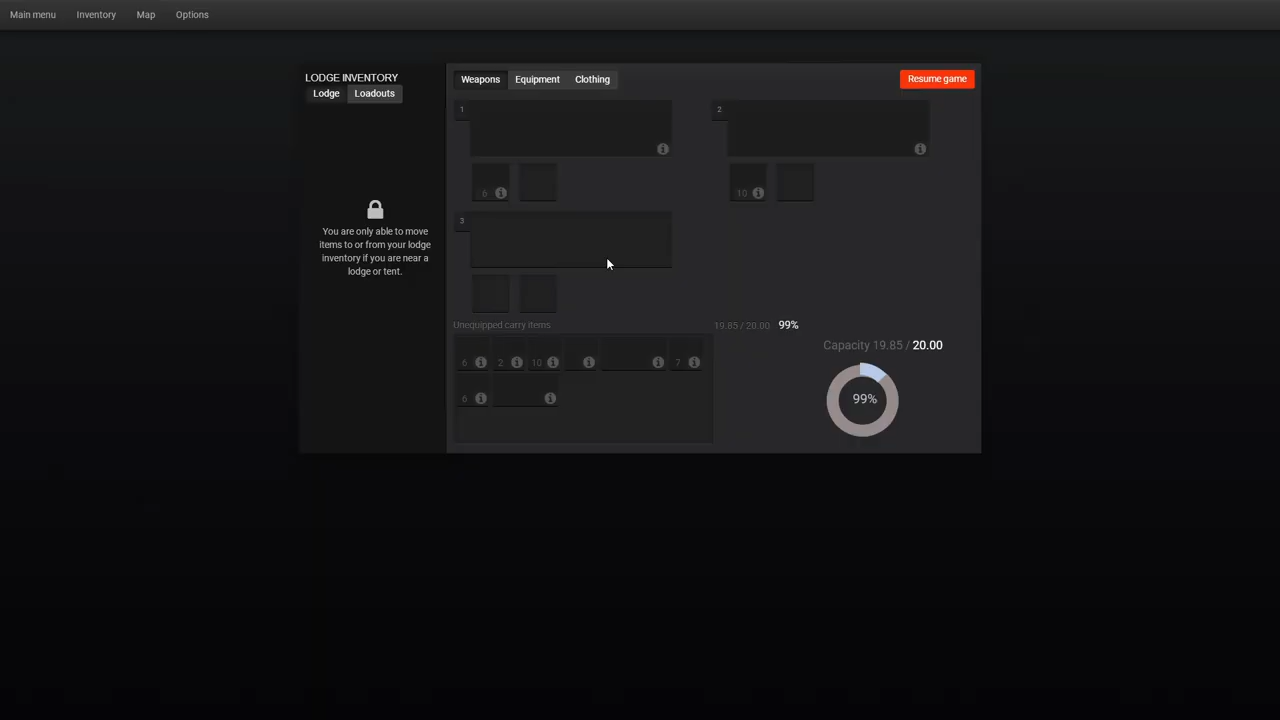 Main menu Inventory Map Options
LODGE INVENTORY
Lodge Loadouts
You are only able to move
items to or from your lodge
inventory if you are near a
lodge or tent.
Weapons Equipment Clothing
Resume game
1
2
6
10
3
Unequipped carry items
19.85 / 20.00 99%
6 2 10 7
6
Capacity 19.85 / 20.00
99%